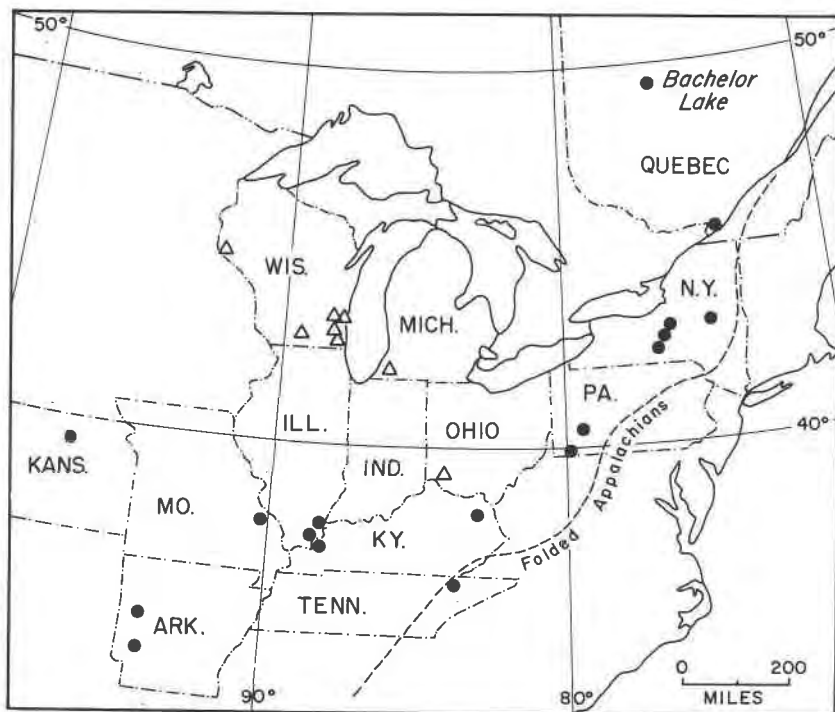 50°
50°
Bachelor
Lake
QUEBEC
WIS.
MICH.
N.Y.
PA.
ILL.
IND.
OHIO
40°
KANS.
MO.
KY.
Folded Appalachians
TENN.
ARK.
0 200
MILES
90°
80°